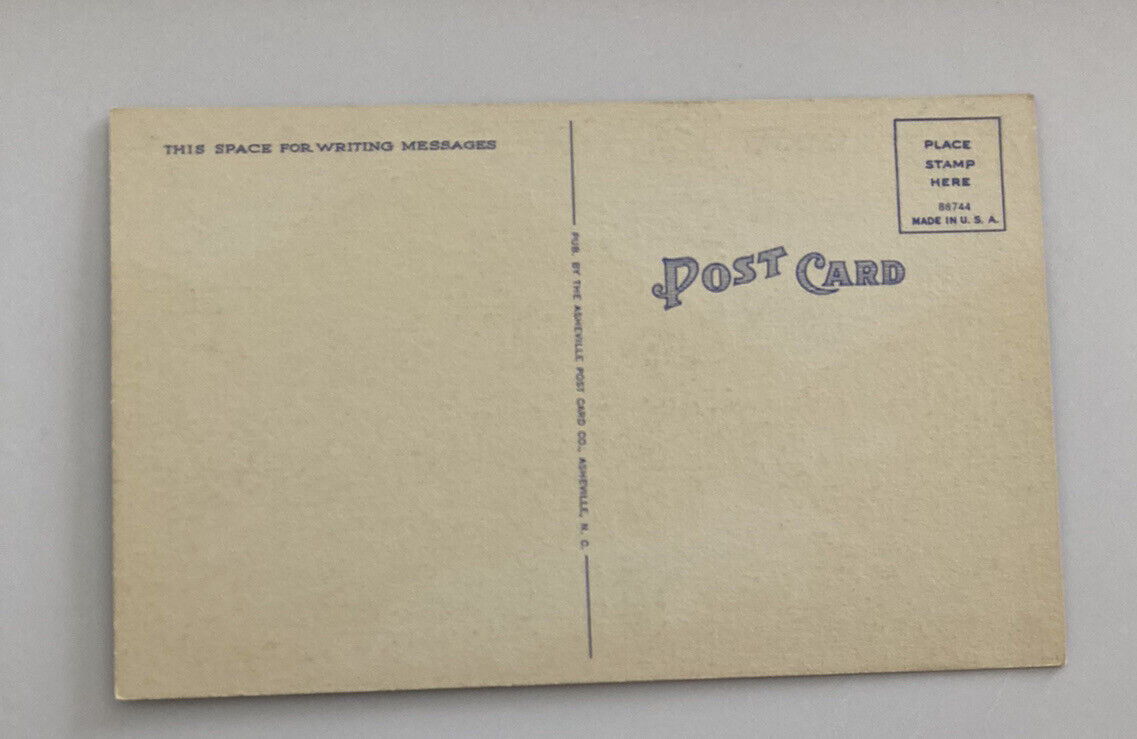 THIS SPACE FOR WRITING MESSAGES
PUB. BY THE ASHEVILLE POST CARD CO., ASHEVILLE, N. C.
PLACE
STAMP
HERE
88744
MADE IN U. S. A.
POST CARD